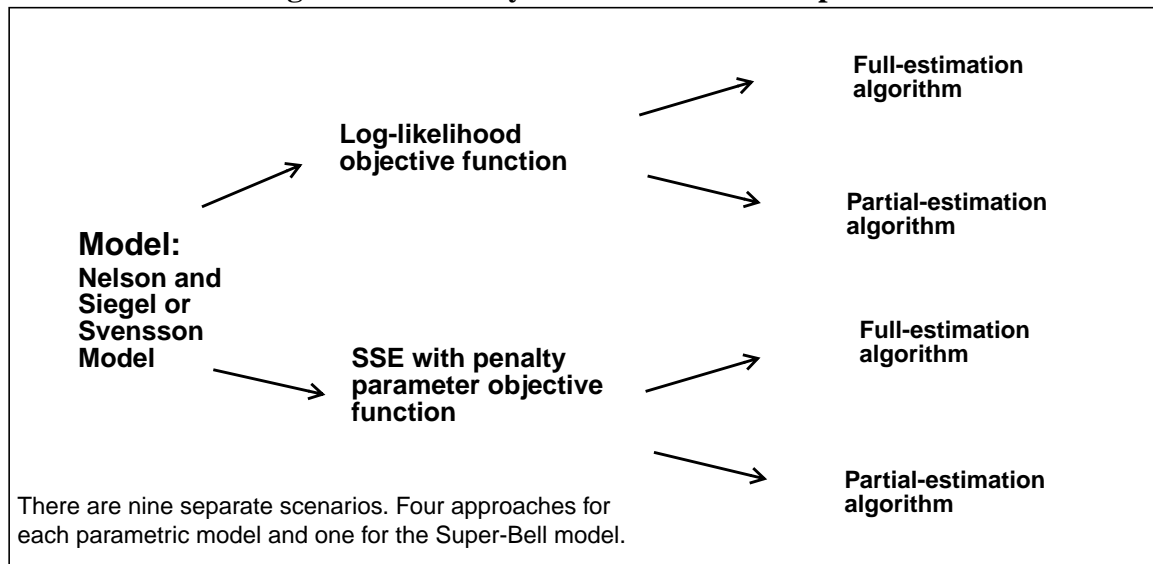 Full-estimation
algorithm
Log-likelihood
objective function
Partial-estimation
algorithm
Model:
Nelson and
Siegel or
Svensson
Model
SSE with penalty
parameter objective
function
Full-estimation
algorithm
Partial-estimation
algorithm
There are nine separate scenarios. Four approaches for
each parametric model and one for the Super-Bell model.